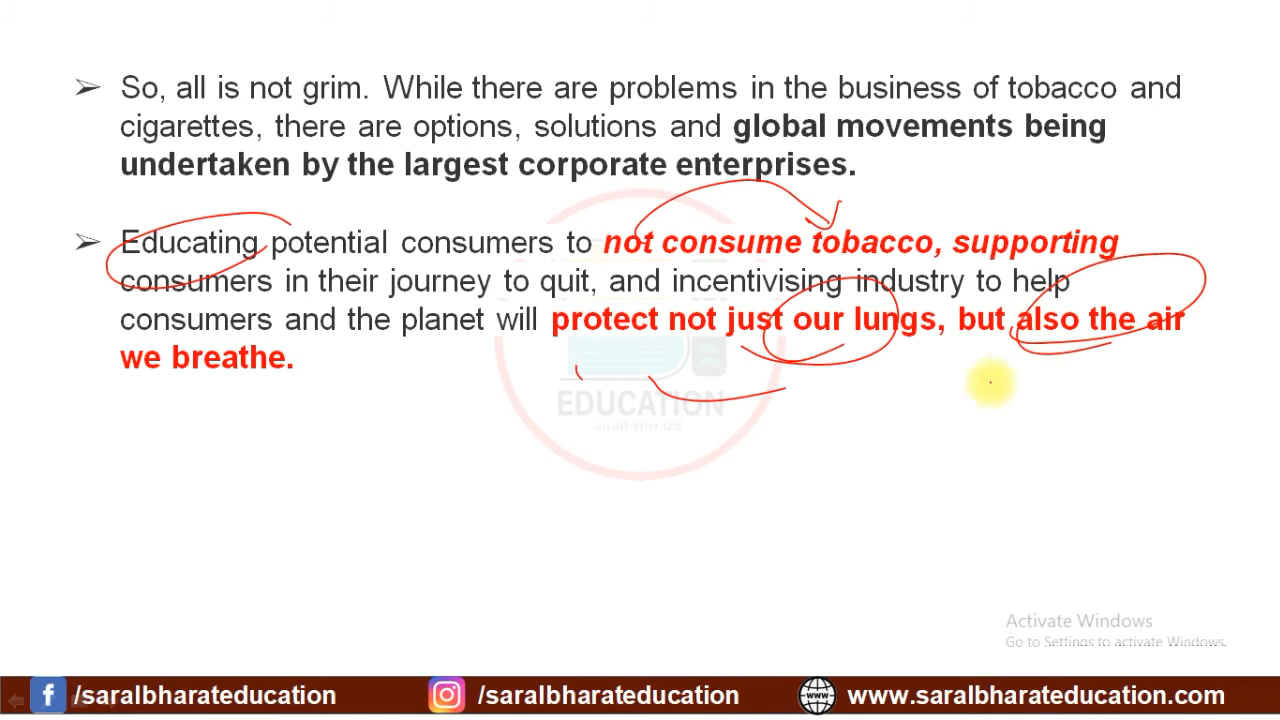 ➢ So, all is not grim. While there are problems in the business of tobacco and
cigarettes, there are options, solutions and global movements being
undertaken by the largest corporate enterprises.
➢ Educating potential consumers to not consume tobacco, supporting
consumers in their journey to quit, and incentivising industry to help
consumers and the planet will protect not just our lungs, but also the air
we breathe.
EDUCATION
Activate Windows
Go to Settings to activate Windows.
/saralbharateducation
/saralbharateducation
www.saralbharateducation.com